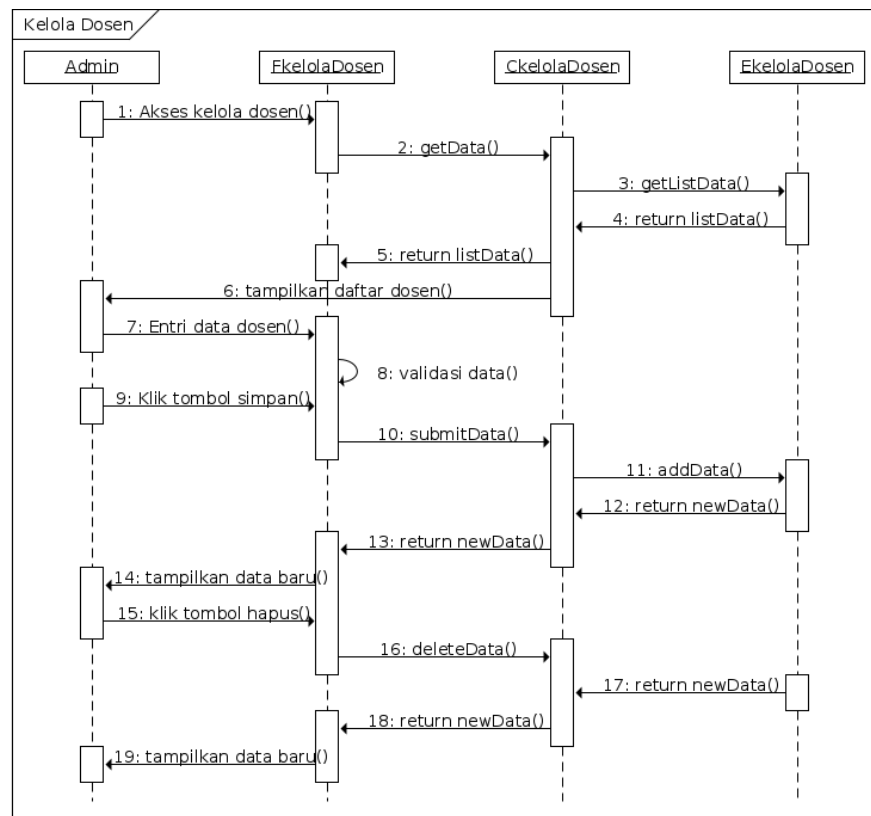 Kelola Dosen
Admin
FkelolaDosen
CkelolaDosen
EkelolaDosen
1: Akses kelola dosen()
2: getData()
3: getListData()
4: return listData()
5: return listData()
6: tampilkan daftar dosen()
7: Entri data dosen()
8: validasi data()
9: Klik tombol simpan()
10: submitData()
11: addData()
12: return newData()
13: return newData()
14: tampilkan data baru()
15: klik tombol hapus()
16: deleteData()
17: return newData()
18: return newData()
19: tampilkan data baru()